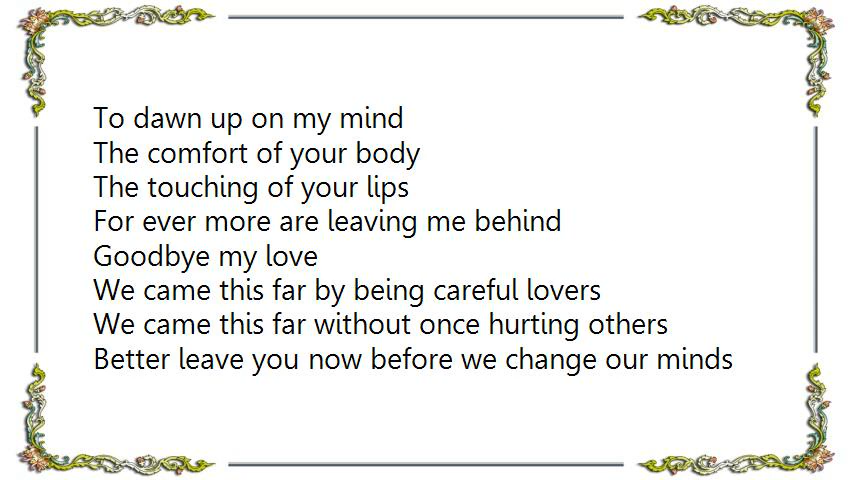 To dawn up on my mind
The comfort of your body
The touching of your lips
For ever more are leaving me behind
Goodbye my love
We came this far by being careful lovers
We came this far without once hurting others
Better leave you now before we change our minds